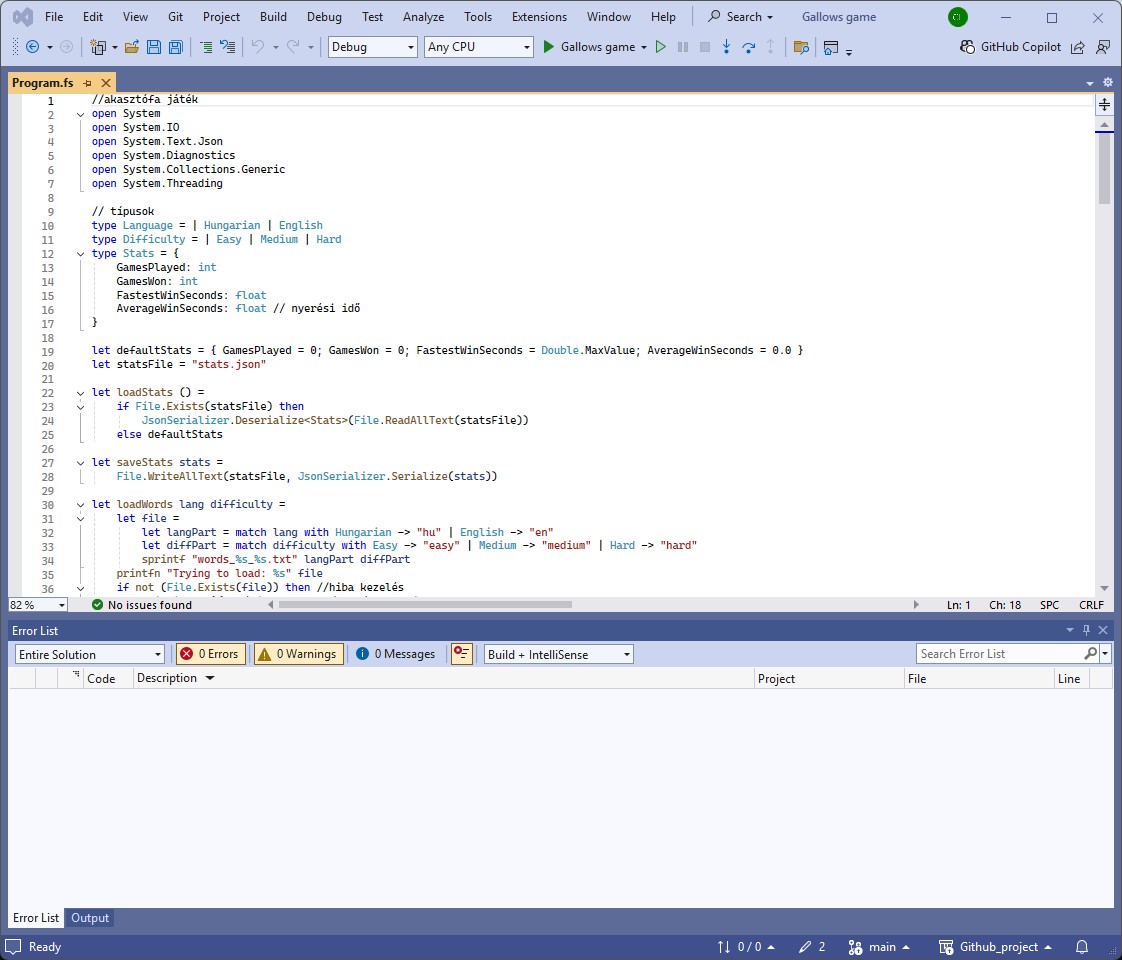 File Edit View Git Project Build Debug Test Analyze Tools Extensions Window Help Search Gallows game CI
Debug Any CPU Gallows game GitHub Copilot
Program.fs
1 //akasztófa játék
2 open System
3 open System.IO
4 open System.Text.Json
5 open System.Diagnostics
6 open System.Collections.Generic
7 open System.Threading
8
9 // típusok
10 type Language = | Hungarian | English
11 type Difficulty = | Easy | Medium | Hard
12 type Stats = {
13 GamesPlayed: int
14 GamesWon: int
15 FastestWinSeconds: float
16 AverageWinSeconds: float // nyerési idő
17 }
18
19 let defaultStats = { GamesPlayed = 0; GamesWon = 0; FastestWinSeconds = Double.MaxValue; AverageWinSeconds = 0.0 }
20 let statsFile = "stats.json"
21
22 let loadStats () =
23 if File.Exists(statsFile) then
24 JsonSerializer.Deserialize<Stats>(File.ReadAllText(statsFile))
25 else defaultStats
26
27 let saveStats stats =
28 File.WriteAllText(statsFile, JsonSerializer.Serialize(stats))
29
30 let loadWords lang difficulty =
31 let file =
32 let langPart = match lang with Hungarian -> "hu" | English -> "en"
33 let diffPart = match difficulty with Easy -> "easy" | Medium -> "medium" | Hard -> "hard"
34 sprintf "words_%s_%s.txt" langPart diffPart
35 printfn "Trying to load: %s" file
36 if not (File.Exists(file)) then //hiba kezelés
82 % No issues found Ln: 1 Ch: 18 SPC CRLF
Error List
Entire Solution 0 Errors 0 Warnings 0 Messages Build + IntelliSense Search Error List
Code Description Project File Line
Error List Output
Ready 0 / 0 2 main Github_project